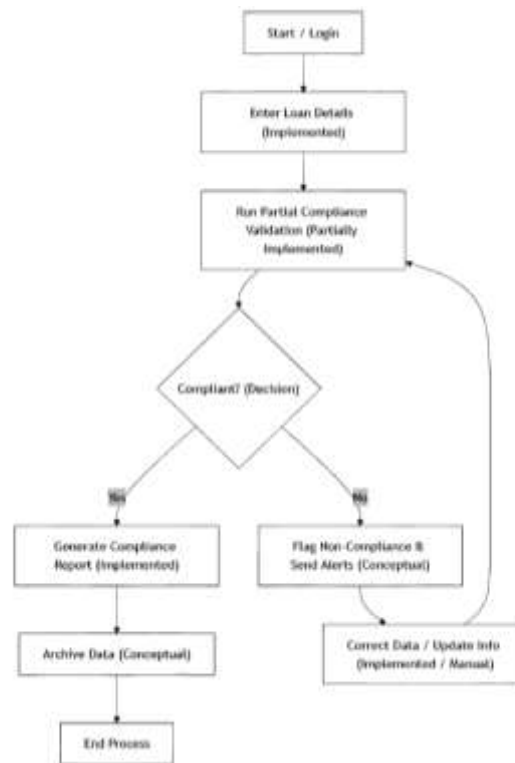 Start / Login
Enter Loan Details
(Implemented)
Run Partial Compliance
Validation (Partially
Implemented)
Compliant? (Decision)
Yes
No
Generate Compliance
Report (Implemented)
Flag Non-Compliance &
Send Alerts (Conceptual)
Archive Data (Conceptual)
Correct Data / Update Info
(Implemented / Manual)
End Process